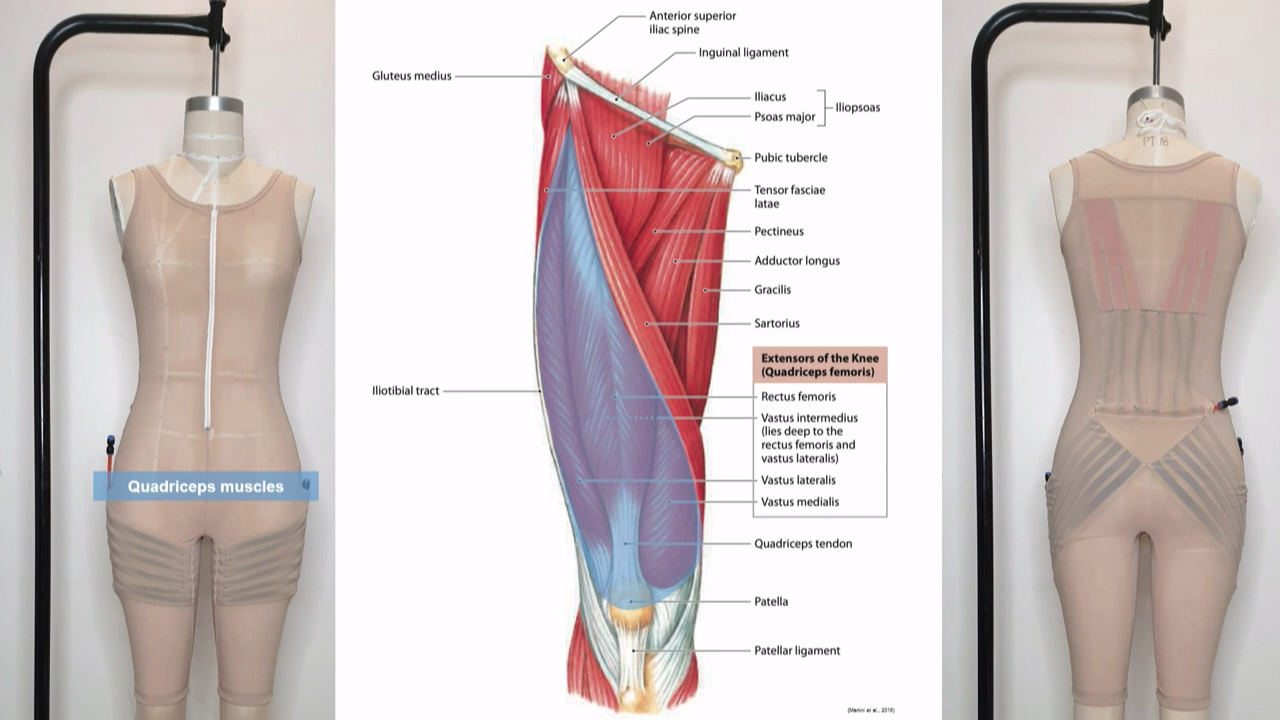 Anterior superior
iliac spine
Inguinal ligament
Gluteus medius
Iliacus
Psoas major
Iliopsoas
Pubic tubercle
Tensor fasciae
latae
Pectineus
Adductor longus
Gracilis
Sartorius
Extensors of the Knee
(Quadriceps femoris)
Iliotibial tract
Rectus femoris
Vastus intermedius
(lies deep to the
rectus femoris and
vastus lateralis)
Vastus lateralis
Vastus medialis
Quadriceps tendon
Patella
Patellar ligament
(Martini et al., 2018)
Quadriceps muscles
PT 18